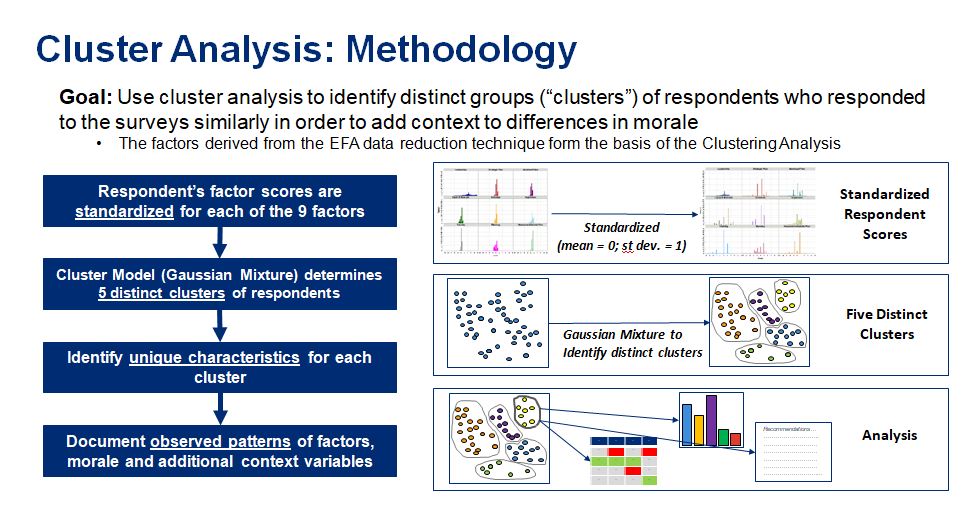 Cluster Analysis: Methodology
Goal: Use cluster analysis to identify distinct groups (“clusters”) of respondents who responded
to the surveys similarly in order to add context to differences in morale
• The factors derived from the EFA data reduction technique form the basis of the Clustering Analysis
Respondent’s factor scores are
standardized for each of the 9 factors
Cluster Model (Gaussian Mixture) determines
5 distinct clusters of respondents
Identify unique characteristics for each
cluster
Document observed patterns of factors,
morale and additional context variables
Standardized
(mean = 0; st dev. = 1)
Standardized
Respondent
Scores
Gaussian Mixture to
Identify distinct clusters
Five Distinct
Clusters
Recommendations...
Analysis